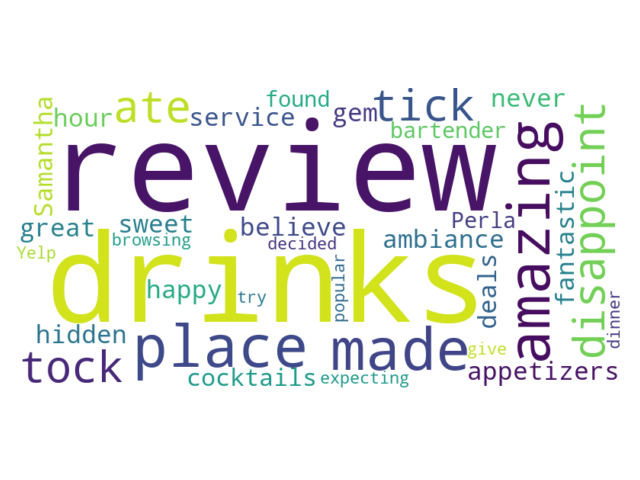 found
Samantha
hour
ate
service
gem
tick
never
bartender
review
amazing
disappoint
fantastic
great
sweet
browsing
believe
decided
Perla
ambiance
Yelp
drinks
happy
try
popular
deals
dinner
hidden
place
made
give
tock
cocktails
expecting
appetizers